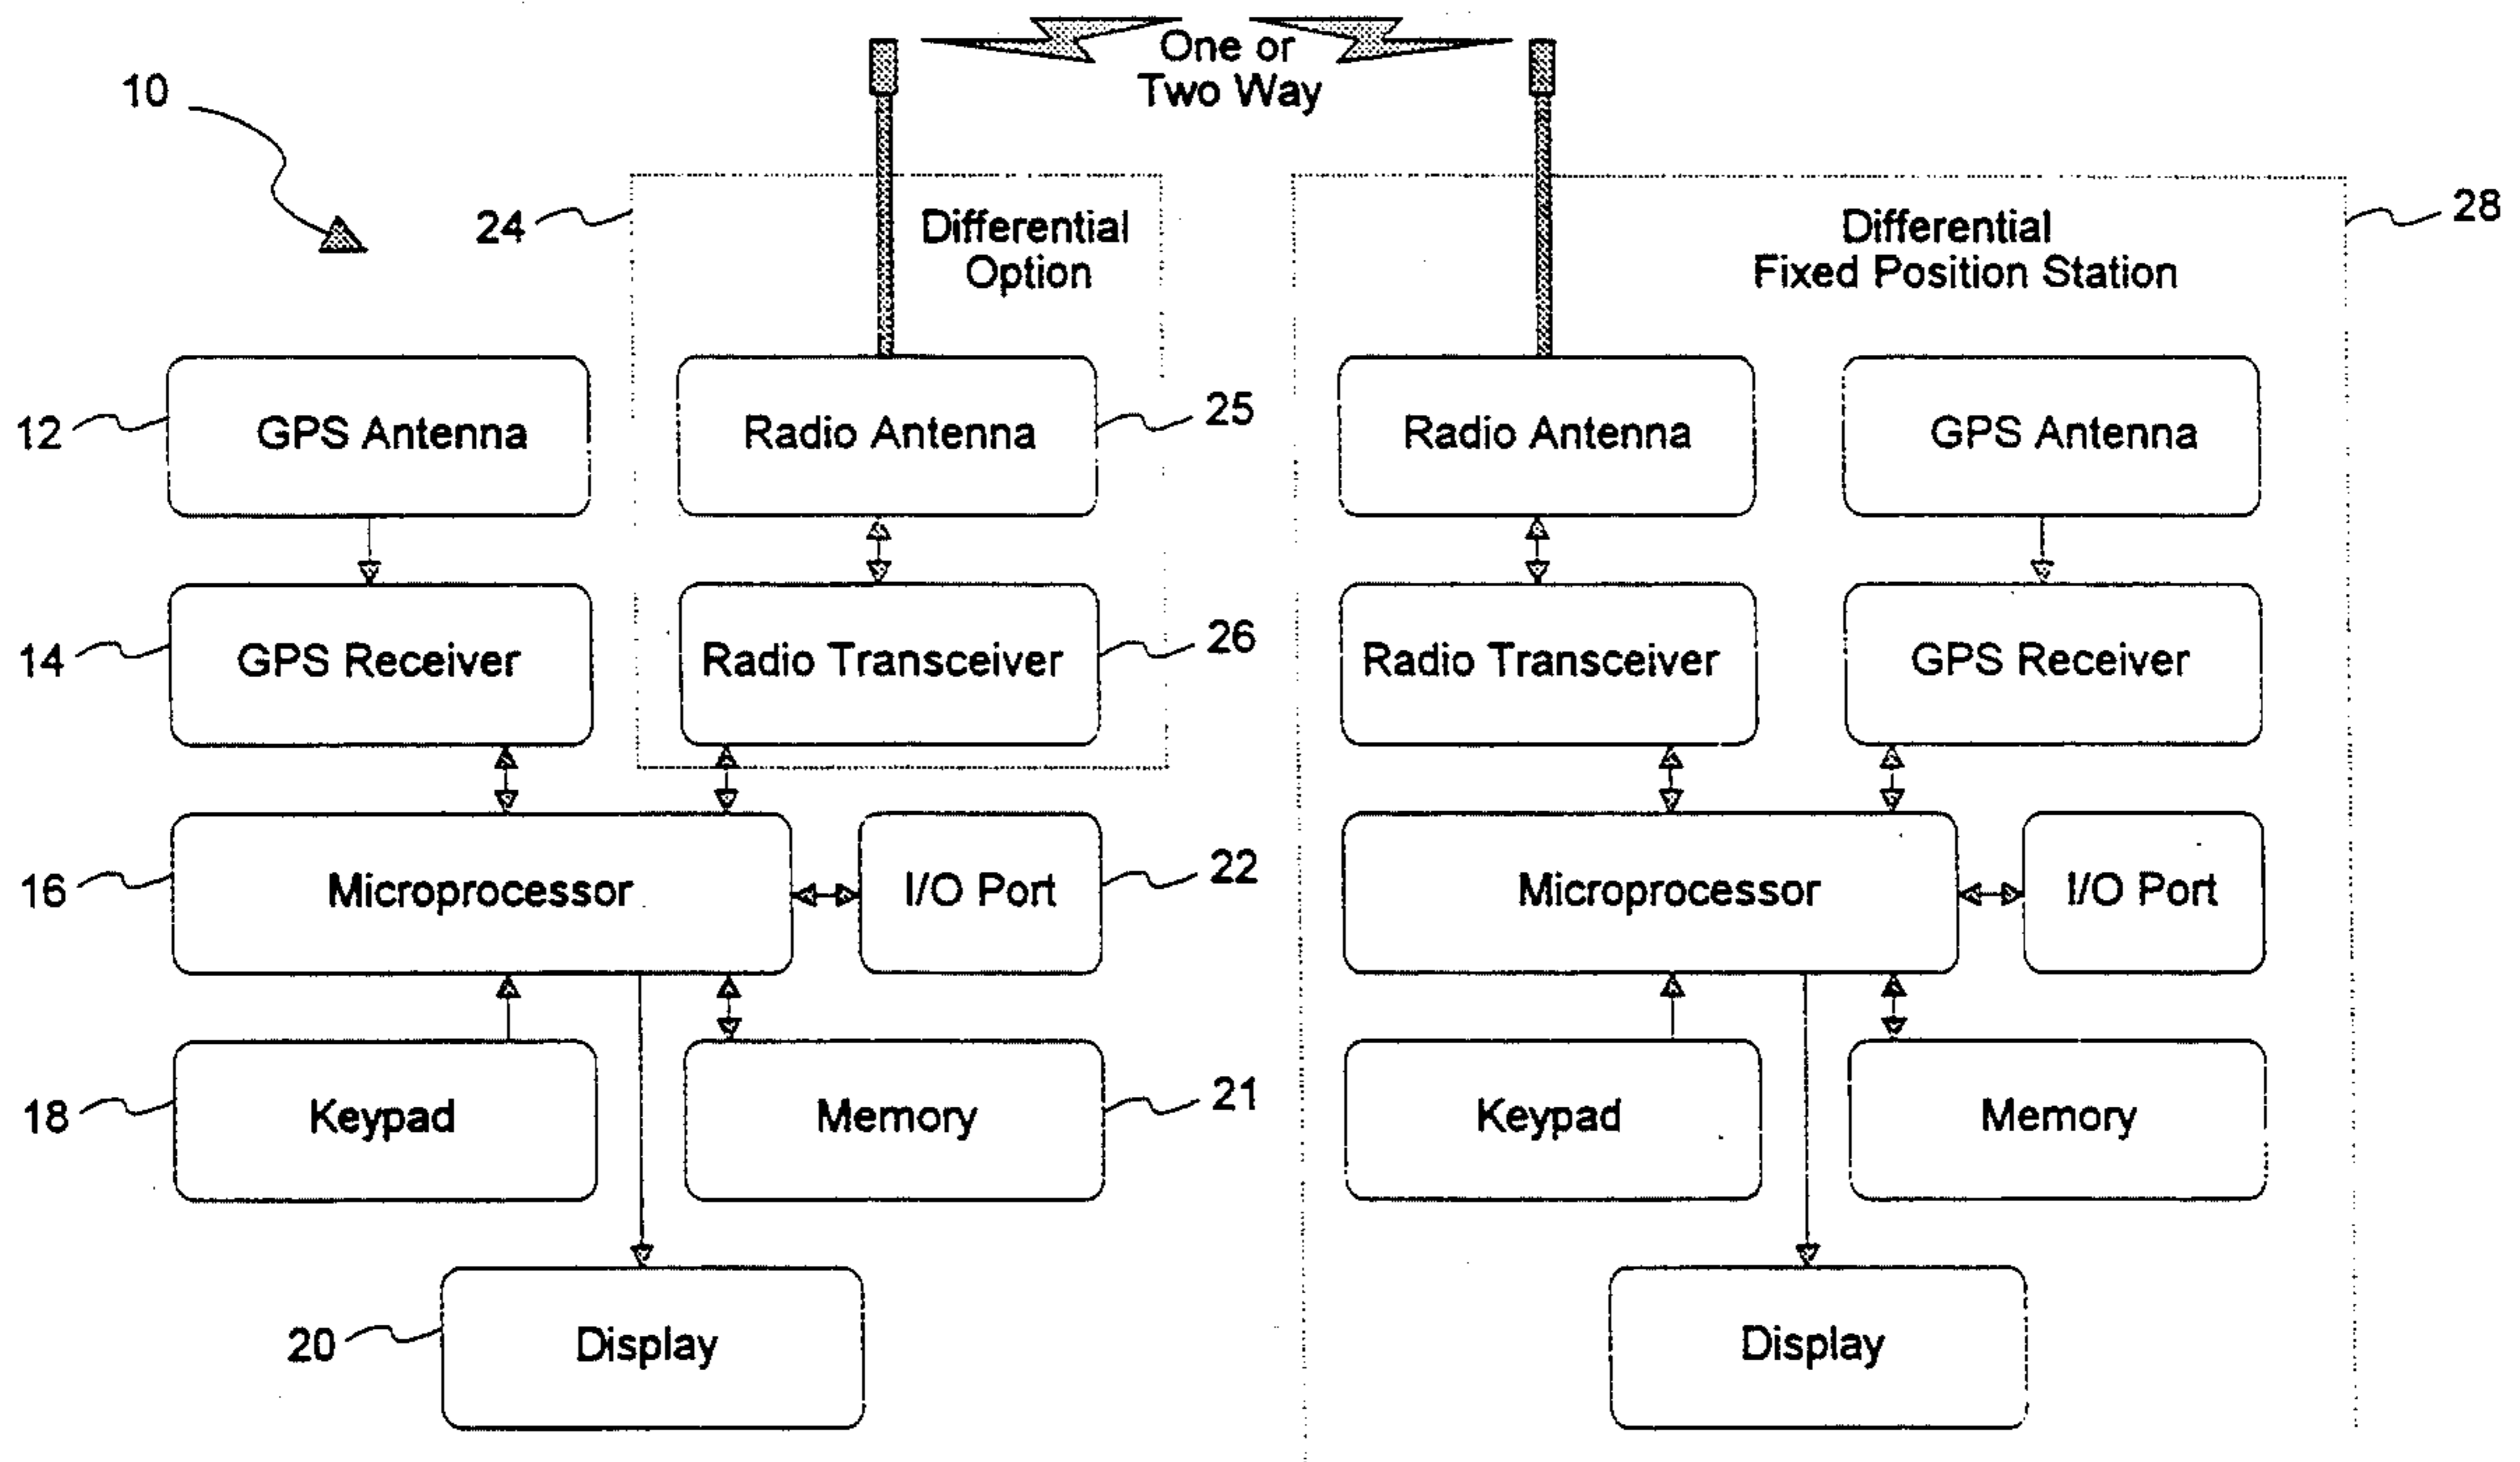 One or
Two Way
10
24
Differential
Option
Differential
Fixed Position Station
28
12
GPS Antenna
Radio Antenna
25
Radio Antenna
GPS Antenna
14
GPS Receiver
Radio Transceiver
26
Radio Transceiver
GPS Receiver
16
Microprocessor
I/O Port
22
Microprocessor
I/O Port
18
Keypad
Memory
21
Keypad
Memory
20
Display
Display